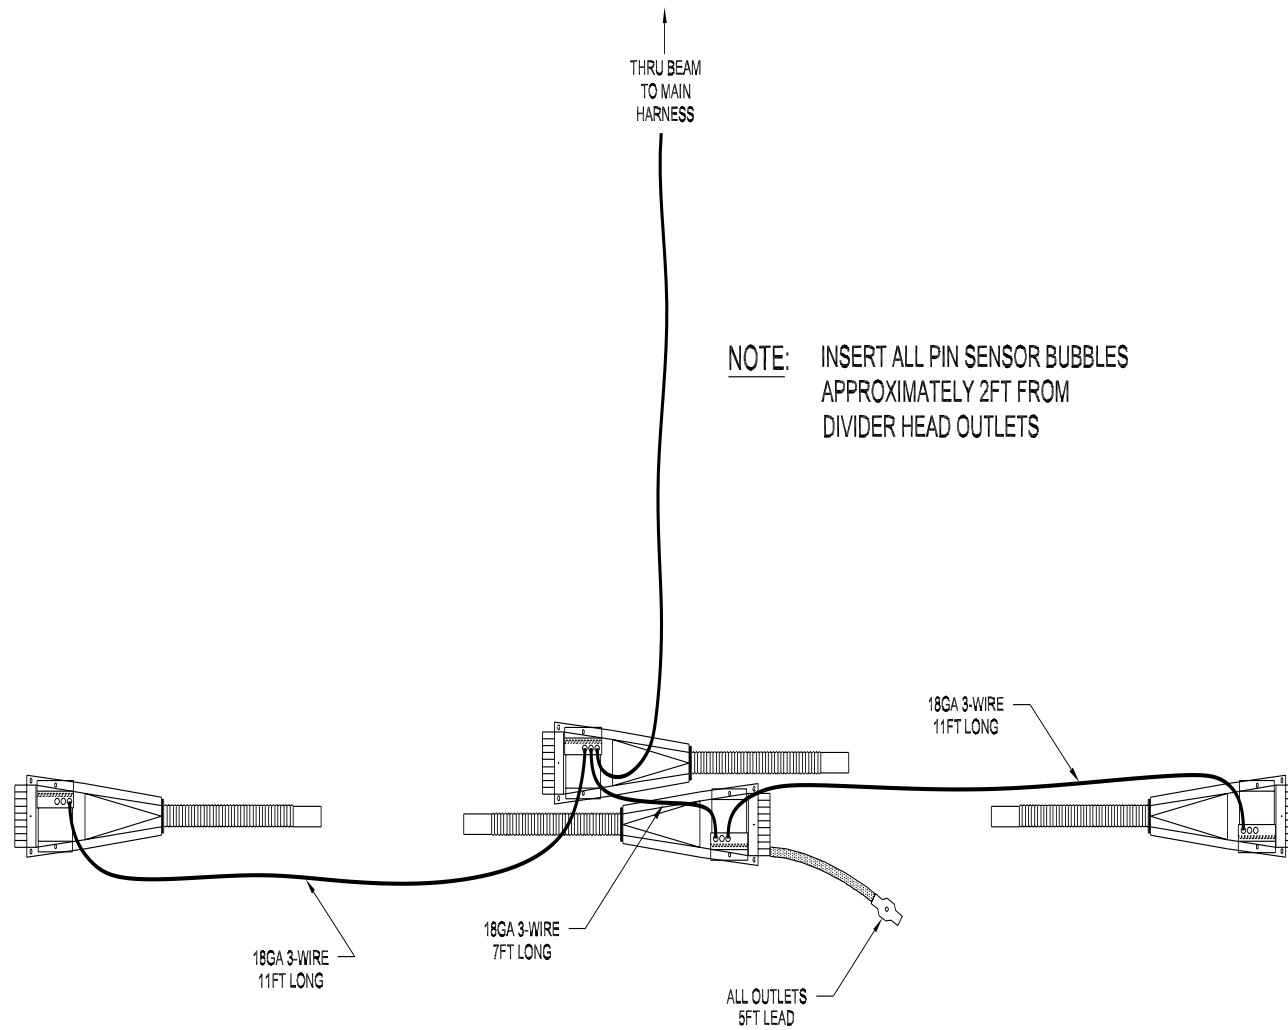 THRU BEAM
TO MAIN
HARNESS
NOTE: INSERT ALL PIN SENSOR BUBBLES
APPROXIMATELY 2FT FROM
DIVIDER HEAD OUTLETS
18GA 3-WIRE
11FT LONG
18GA 3-WIRE
7FT LONG
18GA 3-WIRE
11FT LONG
ALL OUTLETS
5FT LEAD